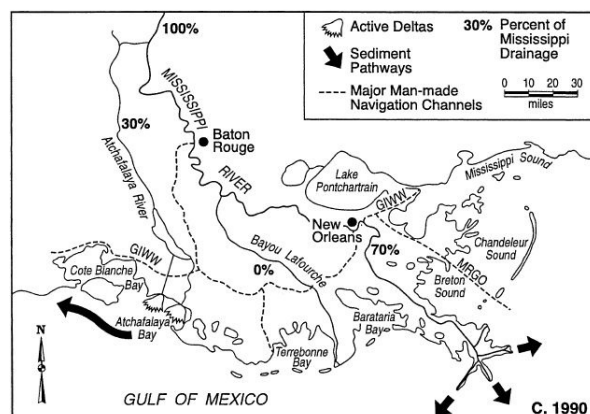 100%
Active Deltas
Sediment
Pathways
Major Man-made
Navigation Channels
30% Percent of
Mississippi
Drainage
0 10 20 30
miles
MISSISSIPPI
RIVER
30%
Baton
Rouge
Atchafalaya River
Lake
Pontchartrain
Mississippi Sound
GIWW
New
Orleans
Chandeleur
Sound
70%
MRGO
Bayou Lafourche
0%
GIWW
Cote Blanche
Bay
Breton
Sound
Atchafalaya
Bay
Barataria
Bay
Terrebonne
Bay
N
GULF OF MEXICO
C. 1990